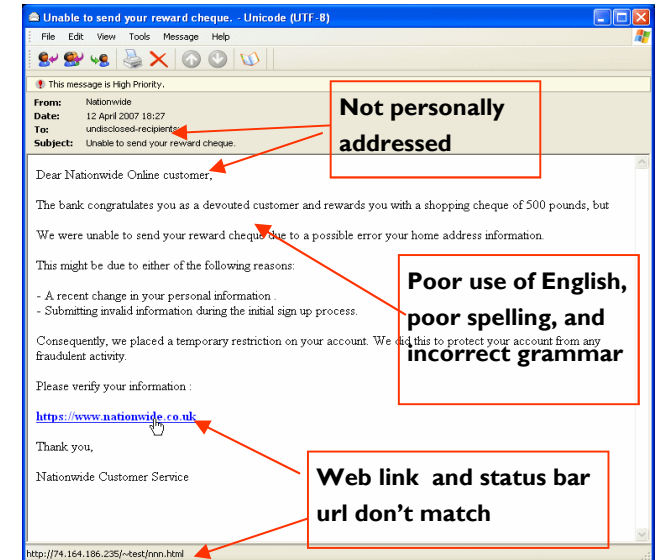 Unable to send your reward cheque. - Unicode (UTF-8)
File Edit View Tools Message Help
This message is High Priority.
From: Nationwide
Date: 12 April 2007 18:27
To: undisclosed-recipients:
Subject: Unable to send your reward cheque.
Not personally
addressed
Dear Nationwide Online customer,
The bank congratulates you as a devouted customer and rewards you with a shopping cheque of 500 pounds, but
We were unable to send your reward cheque due to a possible error your home address information.
This might be due to either of the following reasons:
- A recent change in your personal information .
- Submitting invalid information during the initial sign up process.
Poor use of English,
poor spelling, and
incorrect grammar
Consequently, we placed a temporary restriction on your account. We did this to protect your account from any
fraudulent activity.
Please verify your information :
https://www.nationwide.co.uk
Thank you,
Nationwide Customer Service
Web link and status bar
url don’t match
http://74.164.186.235/~test/nnn.html